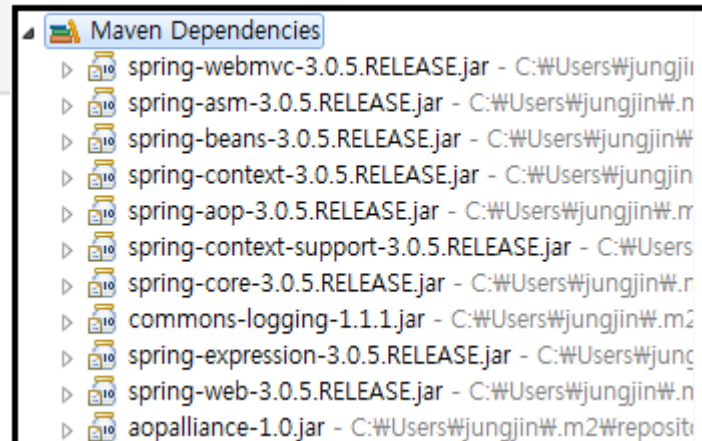 Maven Dependencies
spring-webmvc-3.0.5.RELEASE.jar - C:₩Users₩jungjin
spring-asm-3.0.5.RELEASE.jar - C:₩Users₩jungjin₩.m
spring-beans-3.0.5.RELEASE.jar - C:₩Users₩jungjin₩
spring-context-3.0.5.RELEASE.jar - C:₩Users₩jungjin
spring-aop-3.0.5.RELEASE.jar - C:₩Users₩jungjin₩.m
spring-context-support-3.0.5.RELEASE.jar - C:₩Users
spring-core-3.0.5.RELEASE.jar - C:₩Users₩jungjin₩.m
commons-logging-1.1.1.jar - C:₩Users₩jungjin₩.m2
spring-expression-3.0.5.RELEASE.jar - C:₩Users₩jung
spring-web-3.0.5.RELEASE.jar - C:₩Users₩jungjin₩.m
aopalliance-1.0.jar - C:₩Users₩jungjin₩.m2₩reposito